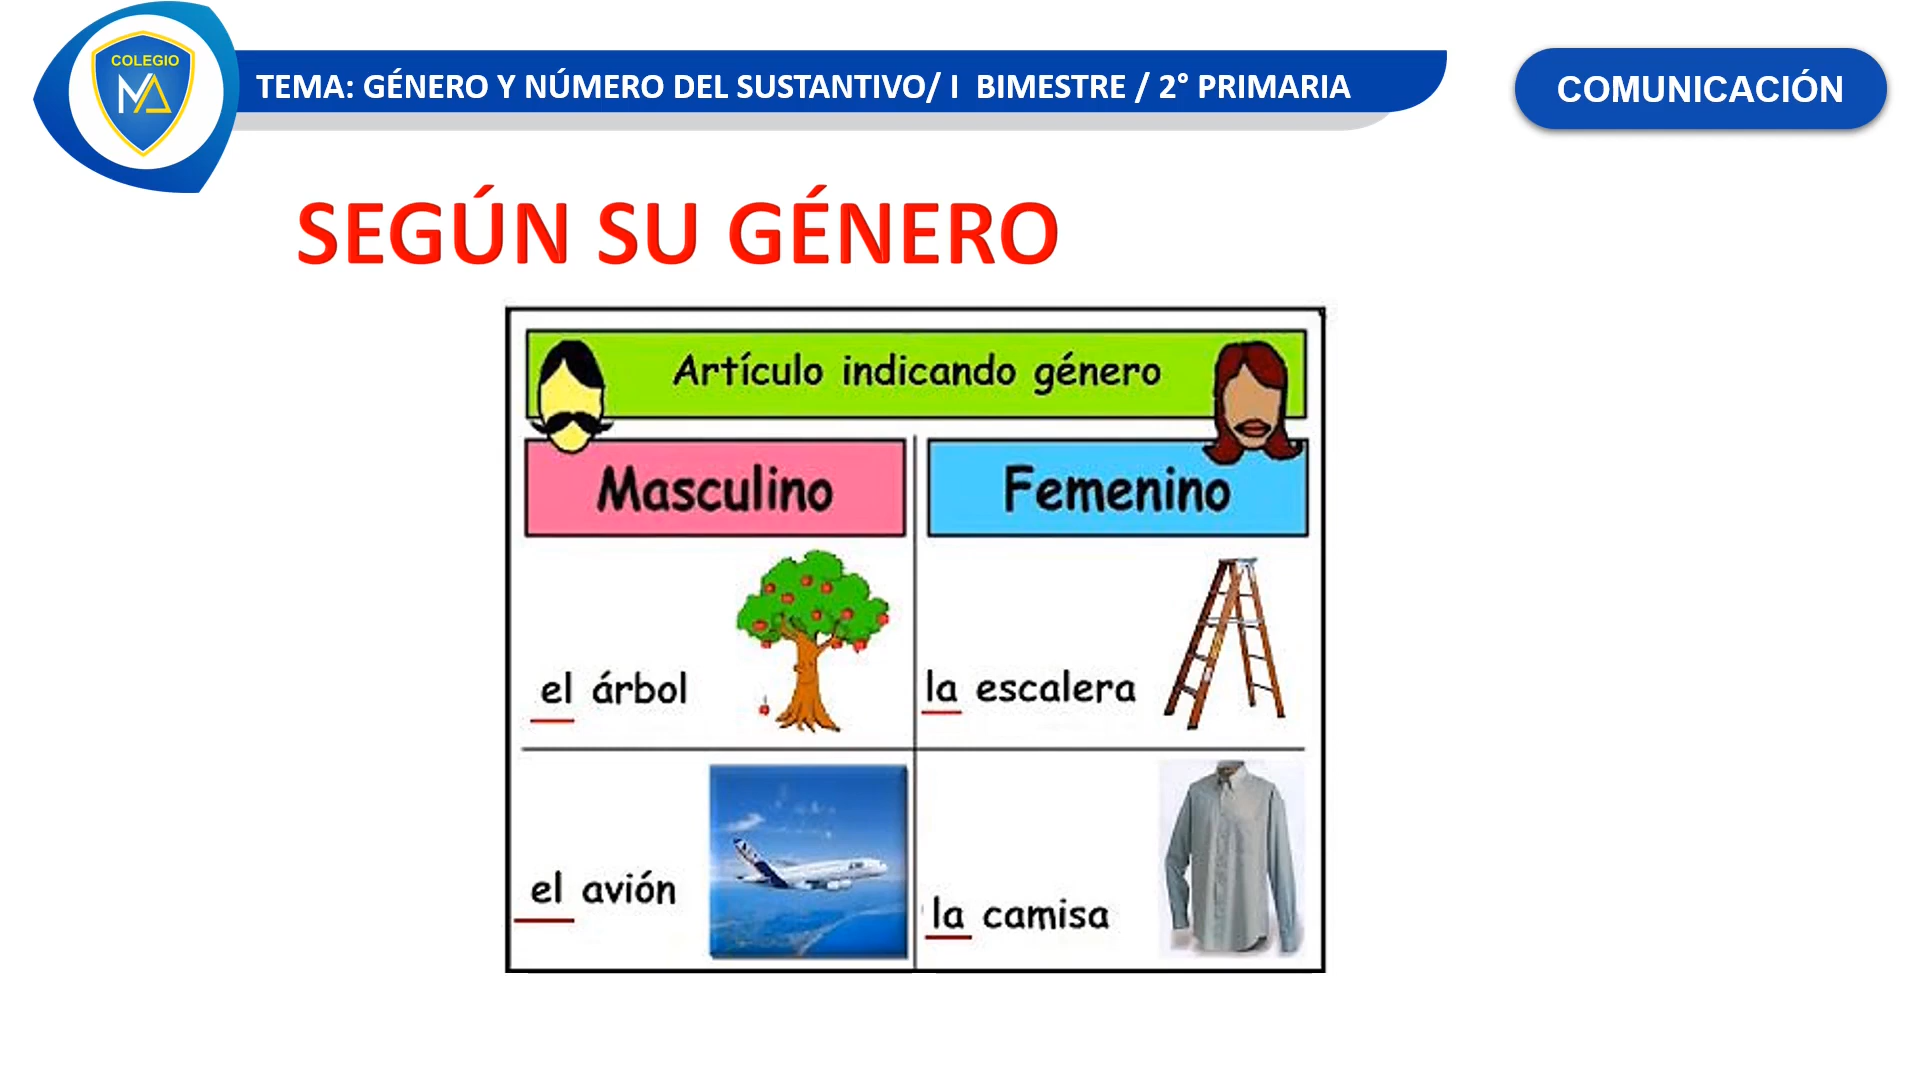 COLEGIO
MA
TEMA: GÉNERO Y NÚMERO DEL SUSTANTIVO/ I BIMESTRE / 2° PRIMARIA
COMUNICACIÓN
SEGÚN SU GÉNERO
Artículo indicando género
Masculino
Femenino
el árbol
la escalera
el avión
la camisa